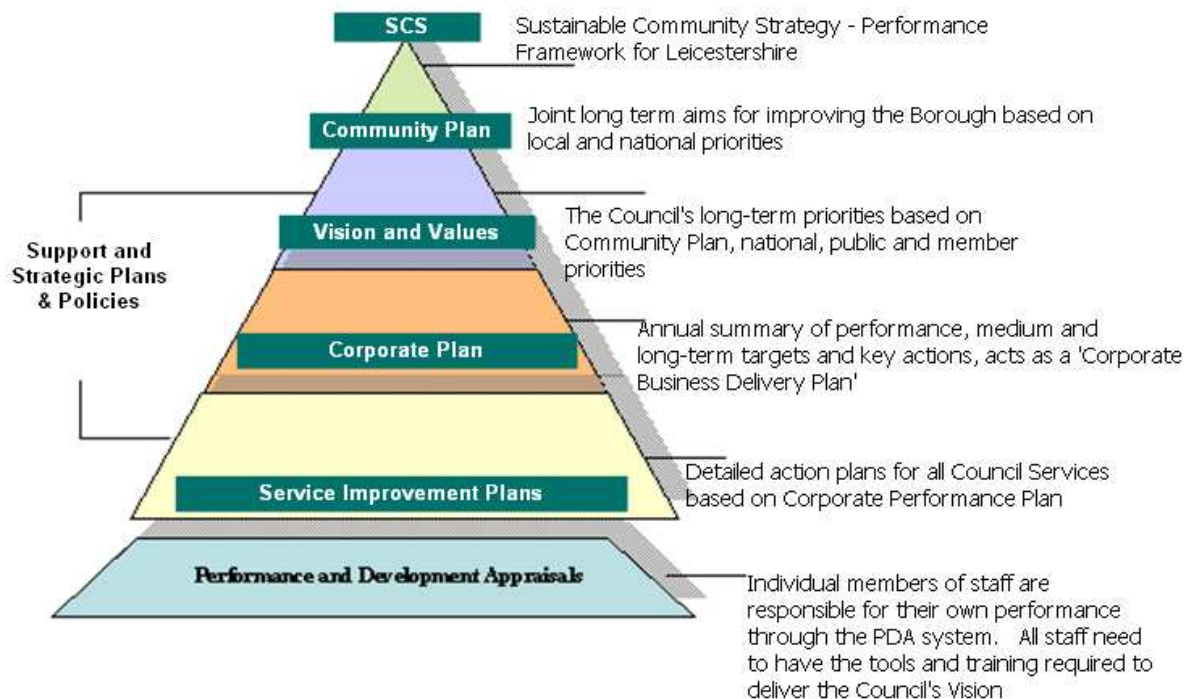 SCS
Sustainable Community Strategy - Performance
Framework for Leicestershire
Community Plan
Joint long term aims for improving the Borough based on
local and national priorities
Support and
Strategic Plans
& Policies
Vision and Values
The Council's long-term priorities based on
Community Plan, national, public and member
priorities
Corporate Plan
Annual summary of performance, medium and
long-term targets and key actions, acts as a 'Corporate
Business Delivery Plan'
Service Improvement Plans
Detailed action plans for all Council Services
based on Corporate Performance Plan
Performance and Development Appraisals
Individual members of staff are
responsible for their own performance
through the PDA system. All staff need
to have the tools and training required to
deliver the Council's Vision